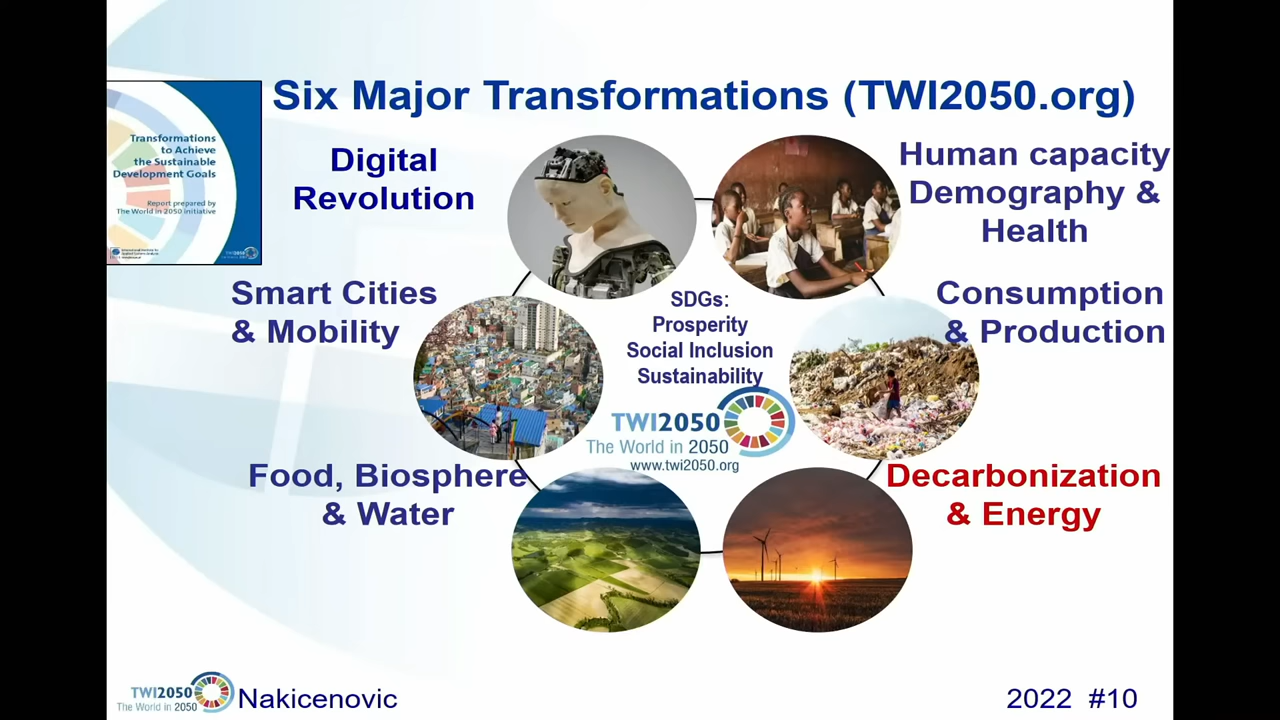 Six Major Transformations (TWI2050.org)
Transformations
to Achieve
the Sustainable
Development Goals
Report prepared by
The World in 2050 initiative
TWI2050
Digital
Revolution
Human capacity
Demography &
Health
Smart Cities
& Mobility
SDGs:
Prosperity
Social Inclusion
Sustainability
Consumption
& Production
TWI2050
The World in 2050
www.twi2050.org
Food, Biosphere
& Water
Decarbonization
& Energy
TWI2050
The World in 2050
Nakicenovic
2022 #10